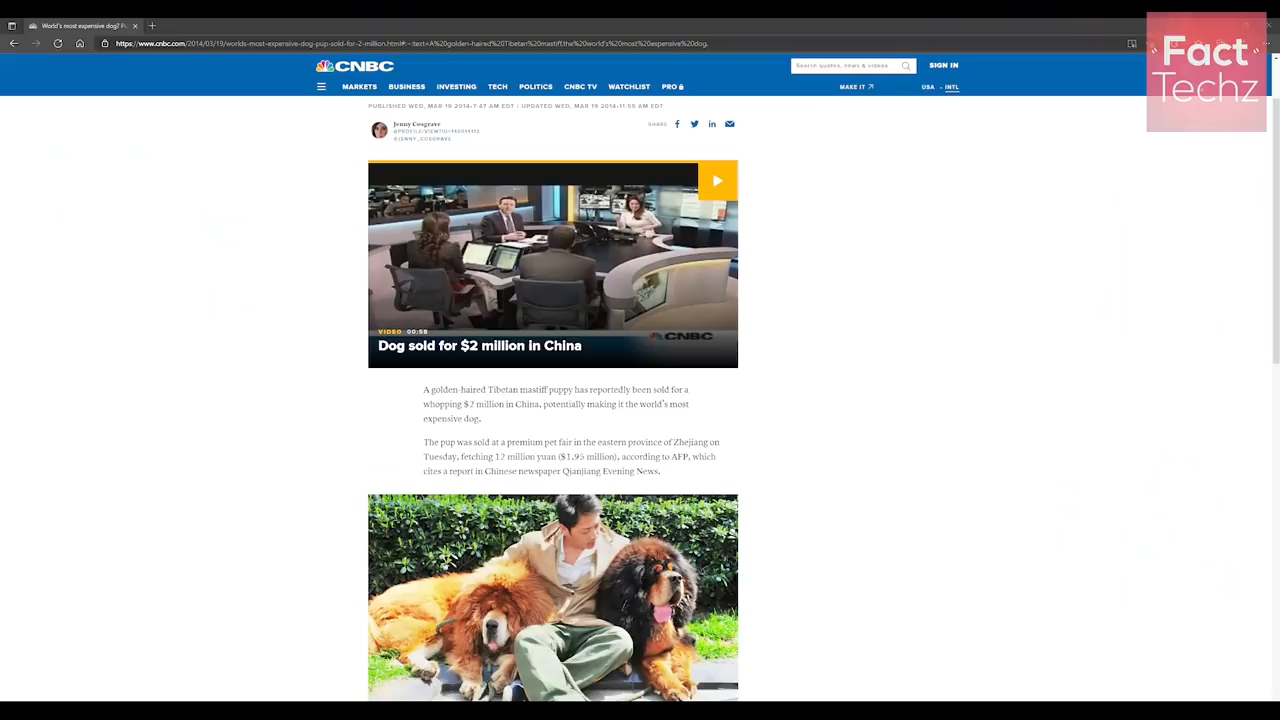 World's most expensive dog?
https://www.cnbc.com/2014/03/19/worlds-most-expensive-dog-pup-sold-for-2-million.html#:~:text=A%20golden-haired%20Tibetan%20mastiff,the%20world's%20most%20expensive%20dog.
Fact
Techz
CNBC
Search quotes, news & videos
SIGN IN
MARKETS BUSINESS INVESTING TECH POLITICS CNBC TV WATCHLIST PRO
MAKE IT
USA • INTL
PUBLISHED WED, MAR 19 2014•7:47 AM EDT | UPDATED WED, MAR 19 2014•11:55 AM EDT
Jenny Cosgrave
@JENNY_COSGRAVE
SHARE
VIDEO 00:58
Dog sold for $2 million in China
CNBC
A golden-haired Tibetan mastiff puppy has reportedly been sold for a
whopping $2 million in China, potentially making it the world's most
expensive dog.
The pup was sold at a premium pet fair in the eastern province of Zhejiang on
Tuesday, fetching 12 million yuan ($1.95 million), according to AFP, which
cites a report in Chinese newspaper Qianjiang Evening News.